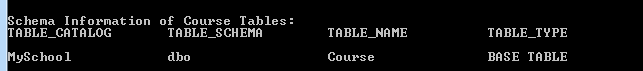 Schema Information of Course Tables:
TABLE_CATALOG TABLE_SCHEMA TABLE_NAME TABLE_TYPE
MySchool dbo Course BASE TABLE